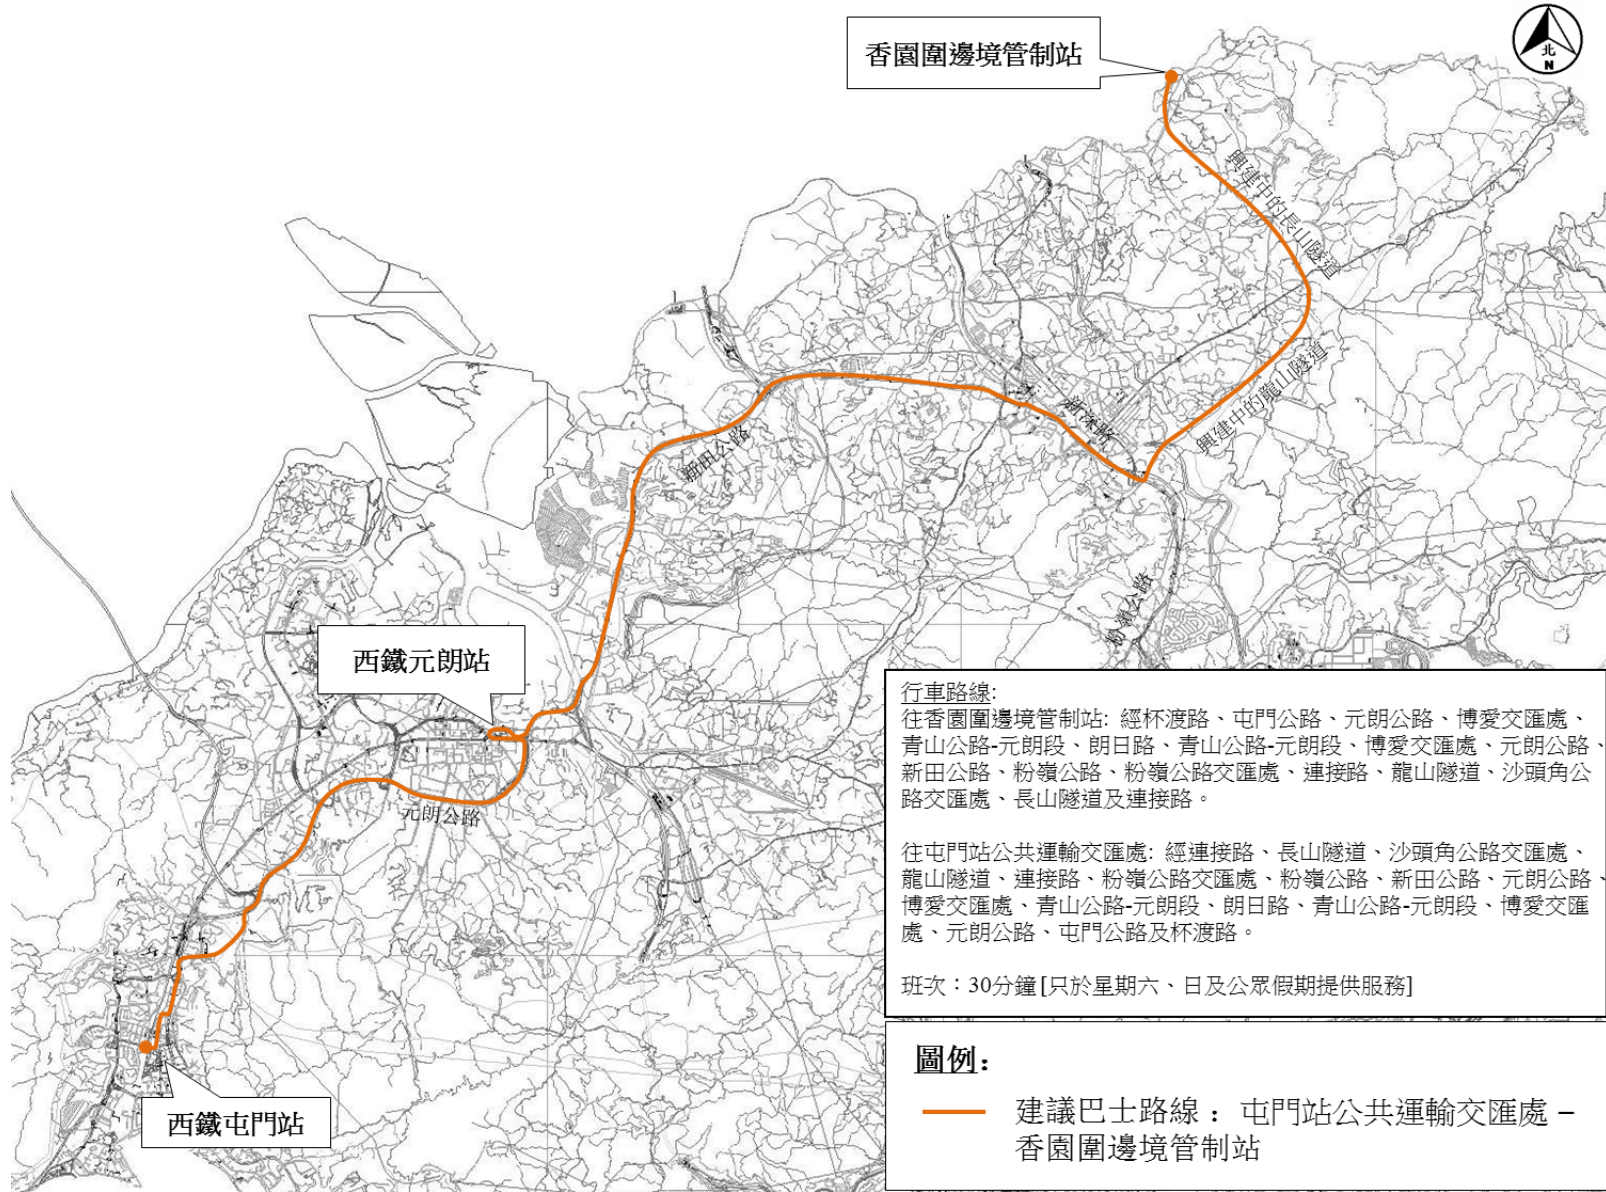 香園圍邊境管制站
北
N
興建中的長山隧道
興建中的龍山隧道
新深路
新田公路
粉嶺公路
西鐵元朗站
元朗公路
西鐵屯門站
行車路線:
往香園圍邊境管制站: 經杯渡路、屯門公路、元朗公路、博愛交匯處、
青山公路-元朗段、朗日路、青山公路-元朗段、博愛交匯處、元朗公路、
新田公路、粉嶺公路、粉嶺公路交匯處、連接路、龍山隧道、沙頭角公
路交匯處、長山隧道及連接路。
往屯門站公共運輸交匯處: 經連接路、長山隧道、沙頭角公路交匯處、
龍山隧道、連接路、粉嶺公路交匯處、粉嶺公路、新田公路、元朗公路、
博愛交匯處、青山公路-元朗段、朗日路、青山公路-元朗段、博愛交匯
處、元朗公路、屯門公路及杯渡路。
班次：30分鐘 [只於星期六、日及公眾假期提供服務]
圖例：
建議巴士路線： 屯門站公共運輸交匯處 –
香園圍邊境管制站